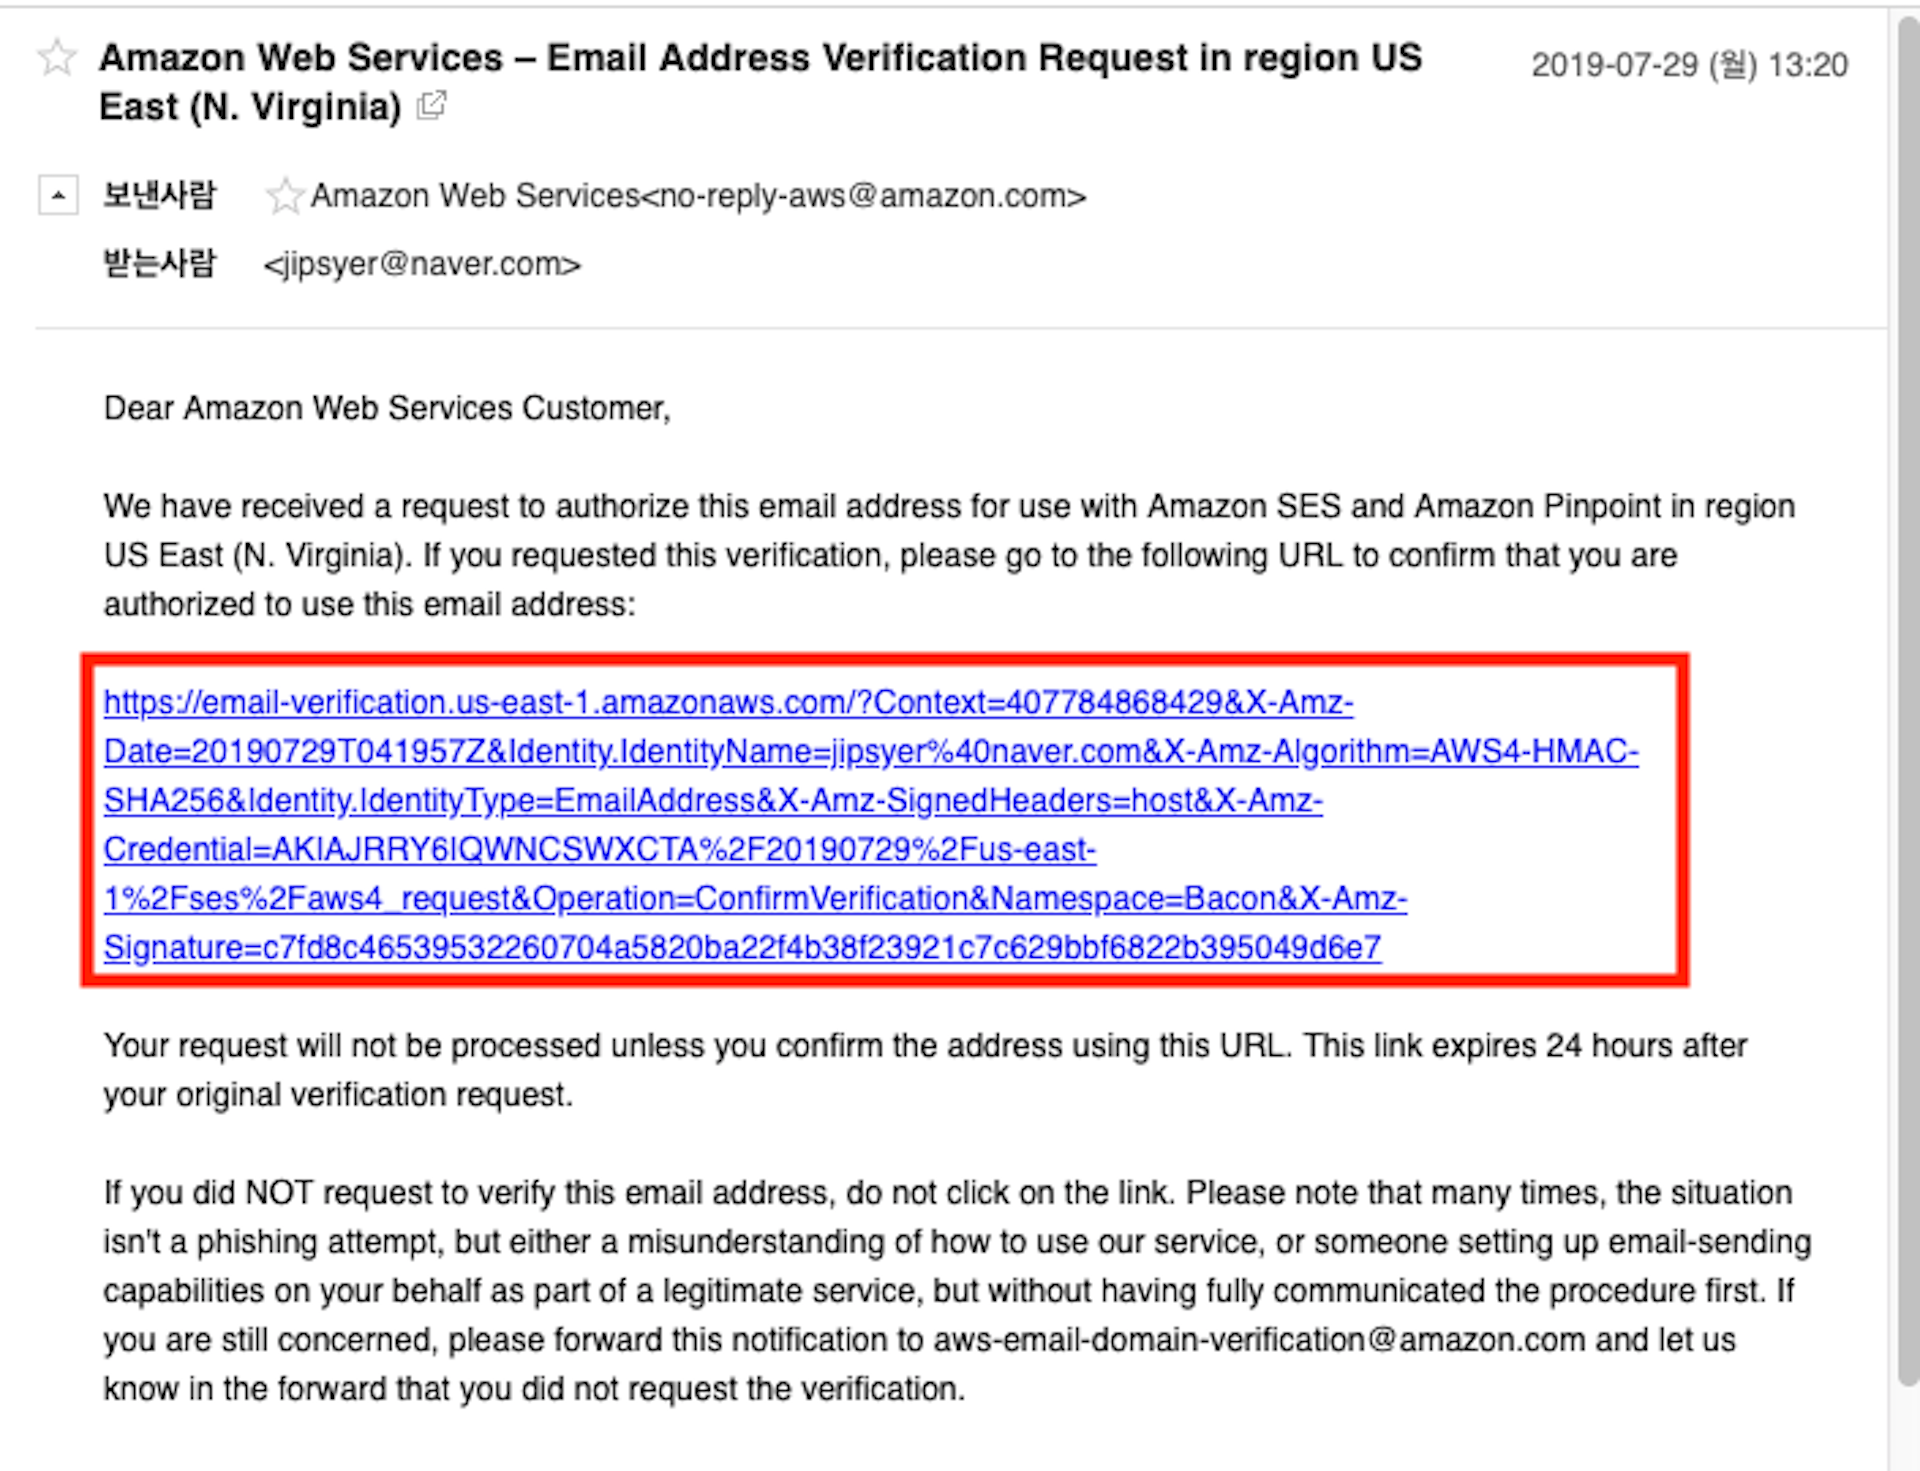 Amazon Web Services – Email Address Verification Request in region US
East (N. Virginia)
2019-07-29 (월) 13:20
보낸사람 Amazon Web Services<no-reply-aws@amazon.com>
받는사람 <jipsyer@naver.com>
Dear Amazon Web Services Customer,
We have received a request to authorize this email address for use with Amazon SES and Amazon Pinpoint in region
US East (N. Virginia). If you requested this verification, please go to the following URL to confirm that you are
authorized to use this email address:
https://email-verification.us-east-1.amazonaws.com/?Context=407784868429&X-Amz-
Date=20190729T041957Z&Identity.IdentityName=jipsyer%40naver.com&X-Amz-Algorithm=AWS4-HMAC-
SHA256&Identity.IdentityType=EmailAddress&X-Amz-SignedHeaders=host&X-Amz-
Credential=AKIAJRRY6IQWNCSWXCTA%2F20190729%2Fus-east-
1%2Fses%2Faws4_request&Operation=ConfirmVerification&Namespace=Bacon&X-Amz-
Signature=c7fd8c46539532260704a5820ba22f4b38f23921c7c629bbf6822b395049d6e7
Your request will not be processed unless you confirm the address using this URL. This link expires 24 hours after
your original verification request.
If you did NOT request to verify this email address, do not click on the link. Please note that many times, the situation
isn't a phishing attempt, but either a misunderstanding of how to use our service, or someone setting up email-sending
capabilities on your behalf as part of a legitimate service, but without having fully communicated the procedure first. If
you are still concerned, please forward this notification to aws-email-domain-verification@amazon.com and let us
know in the forward that you did not request the verification.